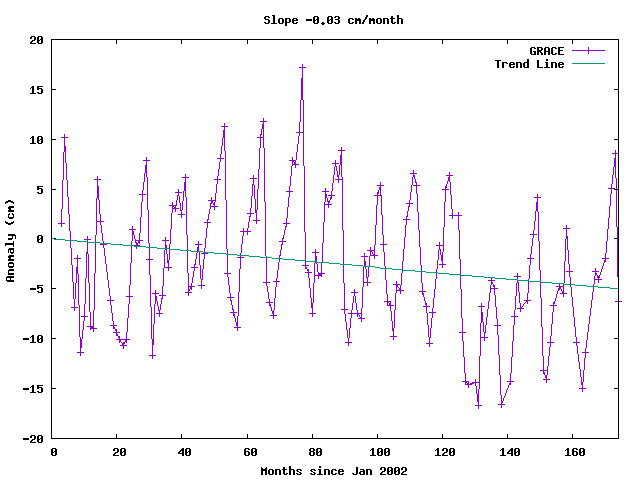 Slope -0.03 cm/month
GRACE
Trend Line
20
15
10
5
0
-5
-10
-15
-20
Anomaly (cm)
0 20 40 60 80 100 120 140 160
Months since Jan 2002